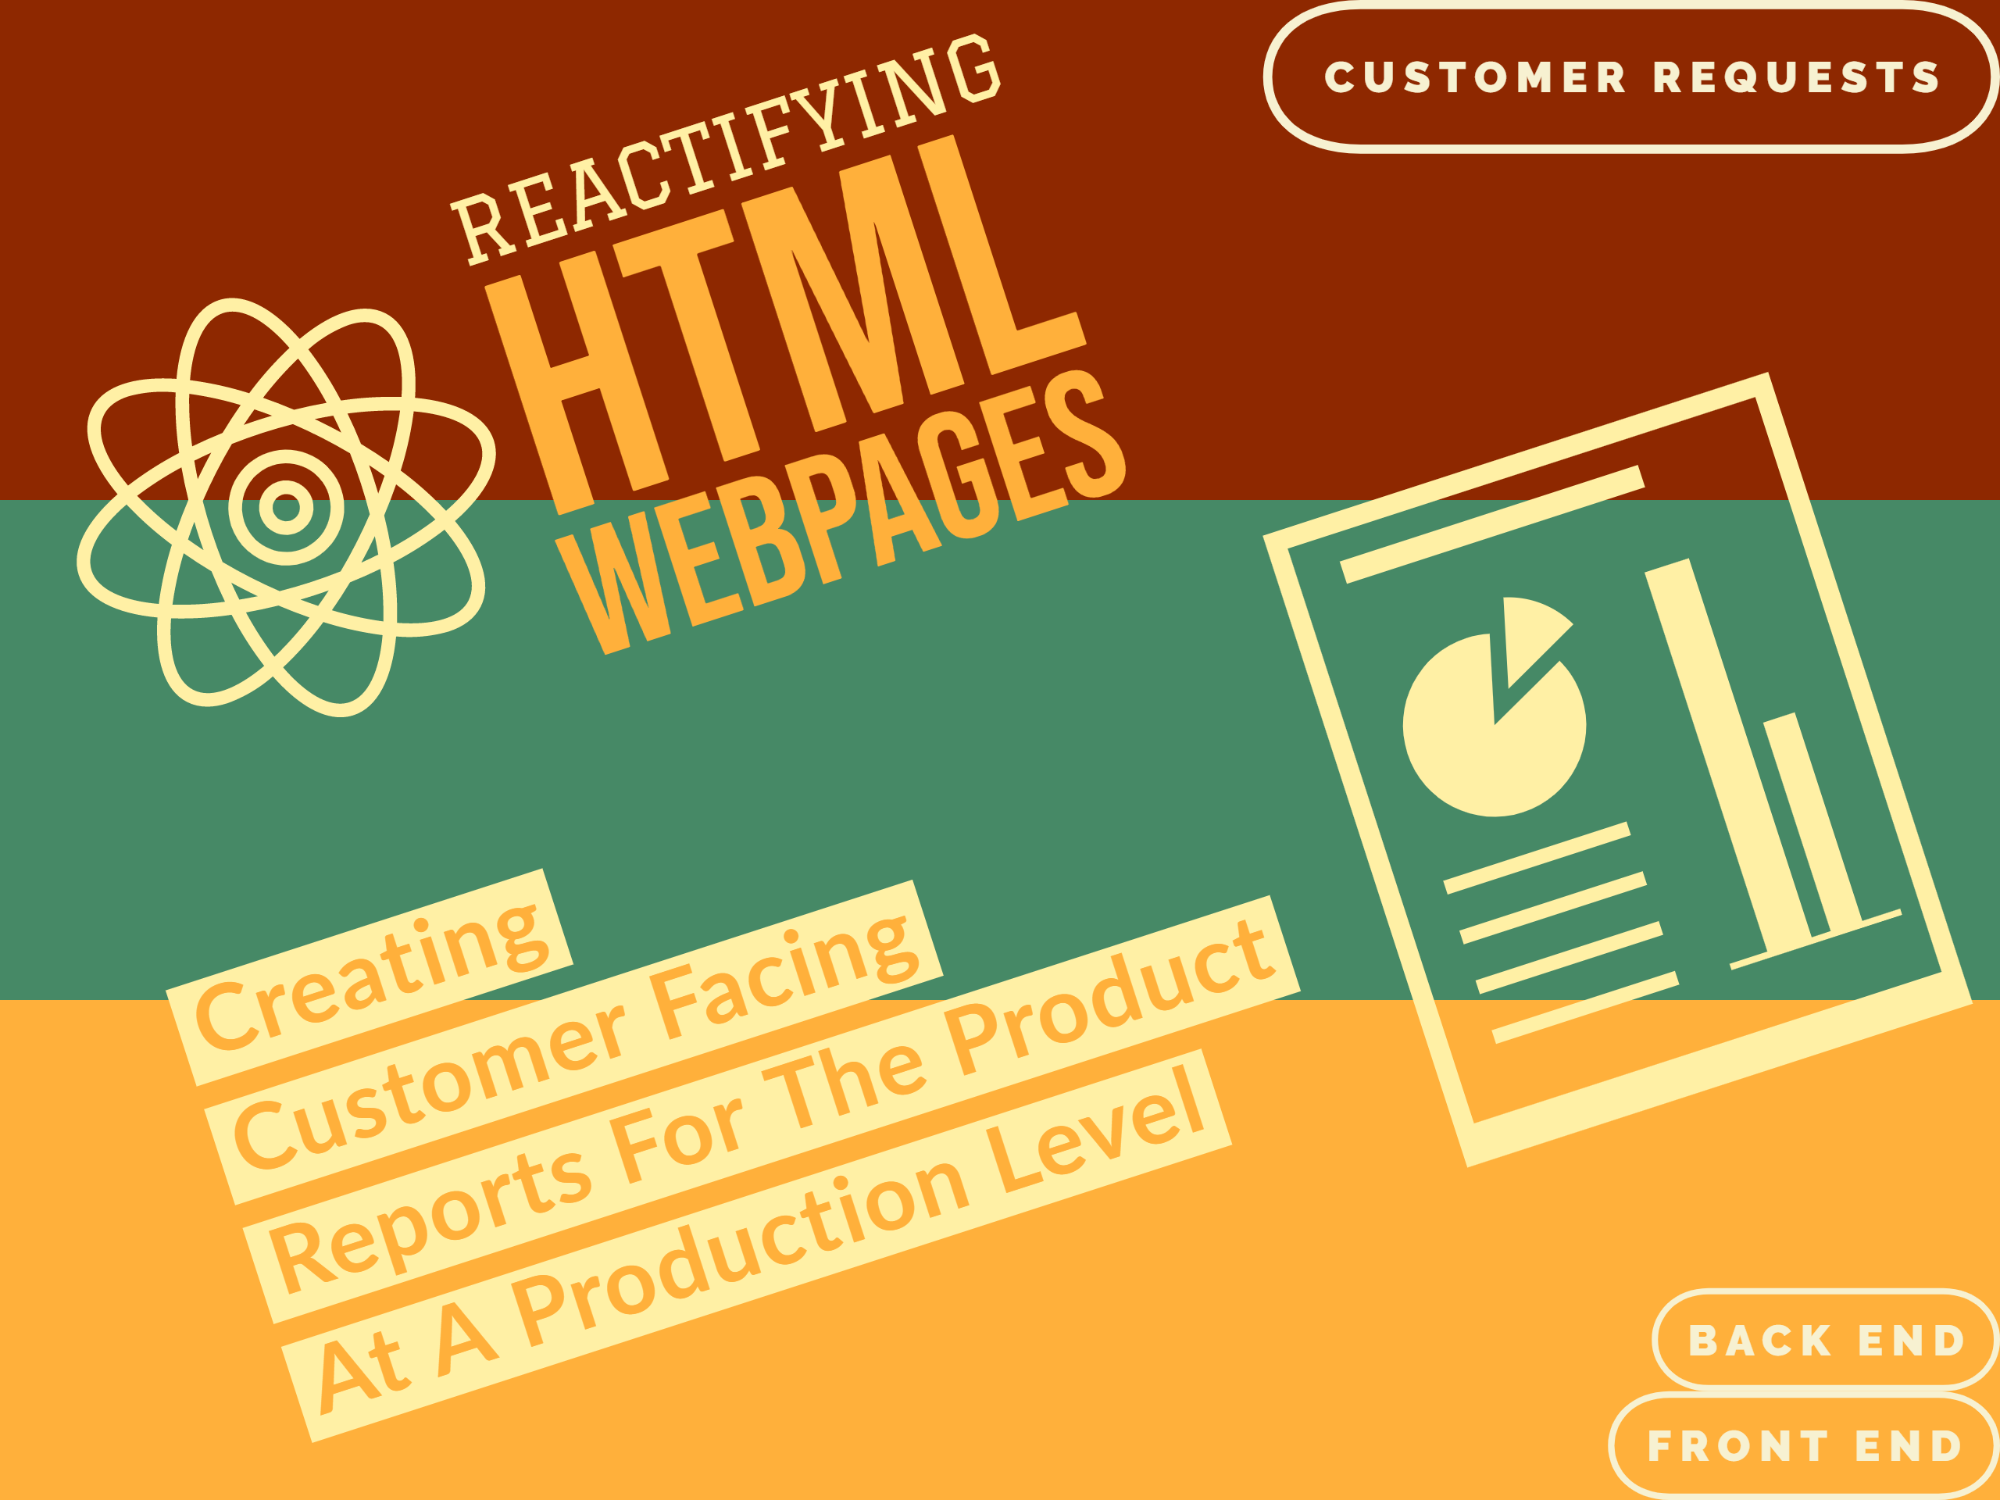 CUSTOMER REQUESTS
REACTIFYING
HTML
WEBPAGES
Creating
Customer Facing
Reports For The Product
At A Production Level
BACK END
FRONT END